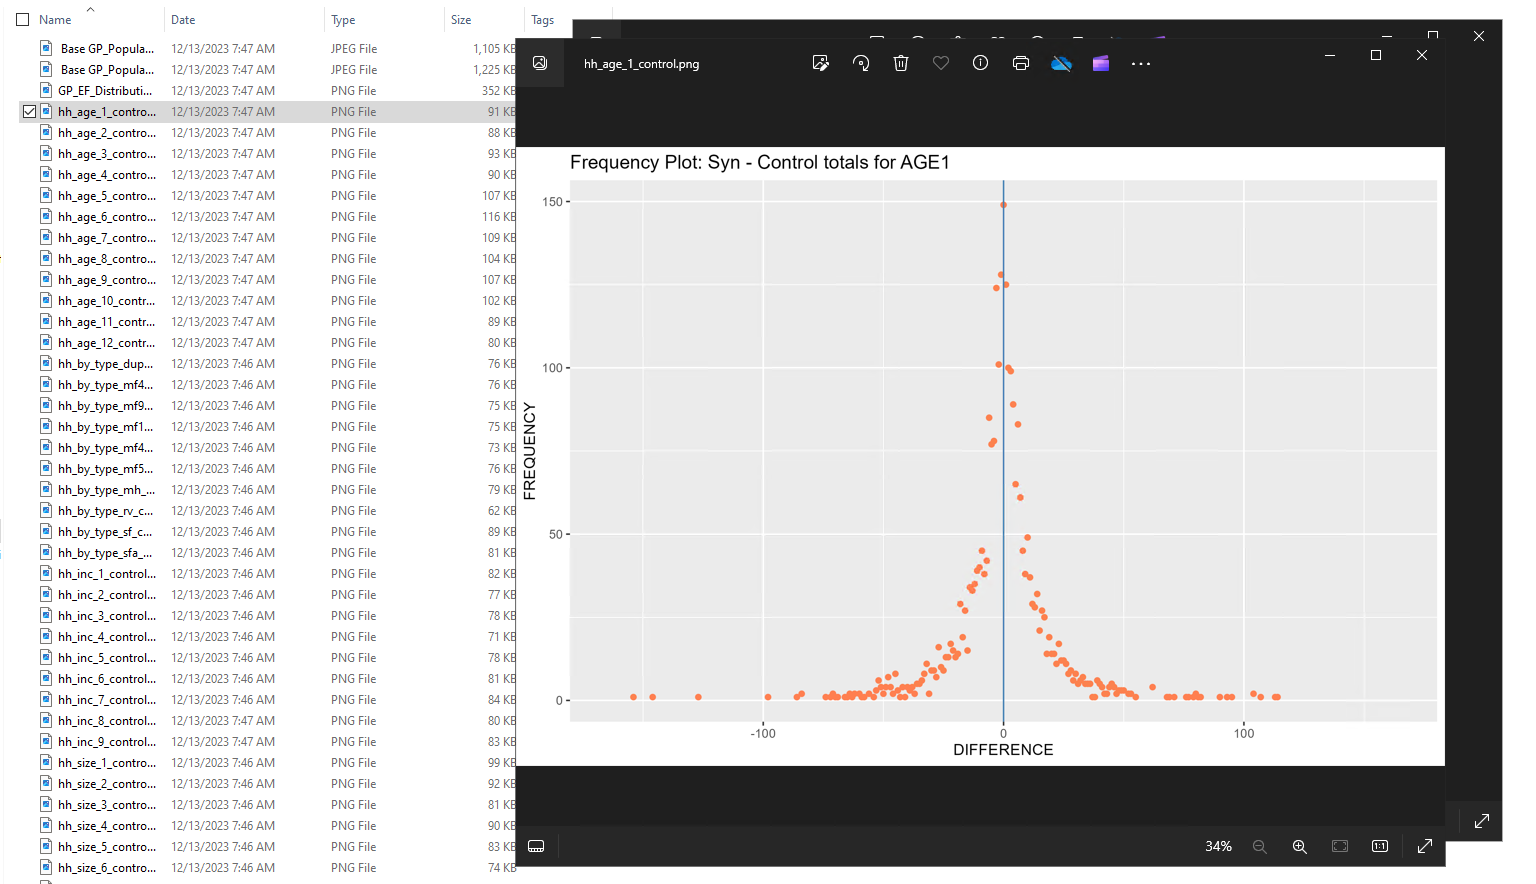 Name Date Type Size Tags
Base GP_Popula... 12/13/2023 7:47 AM JPEG File 1,105 KB
Base GP_Popula... 12/13/2023 7:47 AM JPEG File 1,225 KB
GP_EF_Distributi... 12/13/2023 7:47 AM PNG File 352 KB
hh_age_1_contro... 12/13/2023 7:47 AM PNG File 91 KB
hh_age_2_contro... 12/13/2023 7:47 AM PNG File 88 KB
hh_age_3_contro... 12/13/2023 7:47 AM PNG File 93 KB
hh_age_4_contro... 12/13/2023 7:47 AM PNG File 90 KB
hh_age_5_contro... 12/13/2023 7:47 AM PNG File 107 KB
hh_age_6_contro... 12/13/2023 7:47 AM PNG File 116 KB
hh_age_7_contro... 12/13/2023 7:47 AM PNG File 109 KB
hh_age_8_contro... 12/13/2023 7:47 AM PNG File 104 KB
hh_age_9_contro... 12/13/2023 7:47 AM PNG File 107 KB
hh_age_10_contr... 12/13/2023 7:47 AM PNG File 102 KB
hh_age_11_contr... 12/13/2023 7:47 AM PNG File 89 KB
hh_age_12_contr... 12/13/2023 7:47 AM PNG File 80 KB
hh_by_type_dup... 12/13/2023 7:46 AM PNG File 76 KB
hh_by_type_mf4... 12/13/2023 7:46 AM PNG File 76 KB
hh_by_type_mf9... 12/13/2023 7:46 AM PNG File 75 KB
hh_by_type_mf1... 12/13/2023 7:46 AM PNG File 75 KB
hh_by_type_mf4... 12/13/2023 7:46 AM PNG File 73 KB
hh_by_type_mf5... 12/13/2023 7:46 AM PNG File 76 KB
hh_by_type_mh_... 12/13/2023 7:46 AM PNG File 79 KB
hh_by_type_rv_c... 12/13/2023 7:46 AM PNG File 62 KB
hh_by_type_sf_c... 12/13/2023 7:46 AM PNG File 89 KB
hh_by_type_sfa_... 12/13/2023 7:46 AM PNG File 81 KB
hh_inc_1_control... 12/13/2023 7:46 AM PNG File 82 KB
hh_inc_2_control... 12/13/2023 7:46 AM PNG File 77 KB
hh_inc_3_control... 12/13/2023 7:46 AM PNG File 78 KB
hh_inc_4_control... 12/13/2023 7:46 AM PNG File 71 KB
hh_inc_5_control... 12/13/2023 7:46 AM PNG File 78 KB
hh_inc_6_control... 12/13/2023 7:46 AM PNG File 81 KB
hh_inc_7_control... 12/13/2023 7:46 AM PNG File 84 KB
hh_inc_8_control... 12/13/2023 7:47 AM PNG File 80 KB
hh_inc_9_control... 12/13/2023 7:47 AM PNG File 83 KB
hh_size_1_contro... 12/13/2023 7:46 AM PNG File 99 KB
hh_size_2_contro... 12/13/2023 7:46 AM PNG File 92 KB
hh_size_3_contro... 12/13/2023 7:46 AM PNG File 81 KB
hh_size_4_contro... 12/13/2023 7:46 AM PNG File 90 KB
hh_size_5_contro... 12/13/2023 7:46 AM PNG File 83 KB
hh_size_6_contro... 12/13/2023 7:46 AM PNG File 74 KB
hh_age_1_control.png
Frequency Plot: Syn - Control totals for AGE1
150
100
50
0
FREQUENCY
-100 0 100
DIFFERENCE
34% 1:1